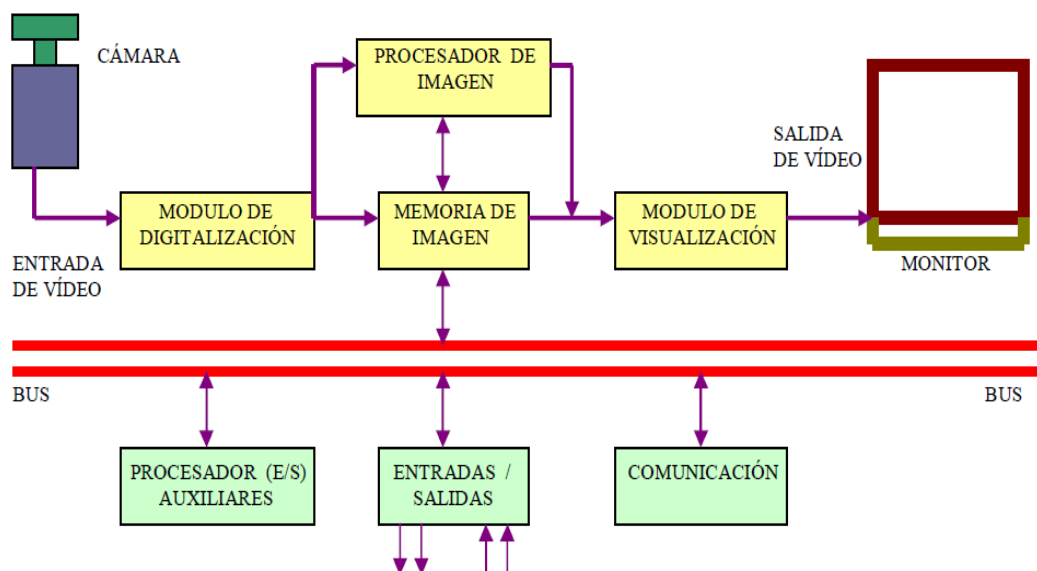 CÁMARA
PROCESADOR DE
IMAGEN
SALIDA
DE VÍDEO
MODULO DE
DIGITALIZACIÓN
MEMORIA DE
IMAGEN
MODULO DE
VISUALIZACIÓN
ENTRADA
DE VÍDEO
MONITOR
BUS
BUS
PROCESADOR (E/S)
AUXILIARES
ENTRADAS /
SALIDAS
COMUNICACIÓN